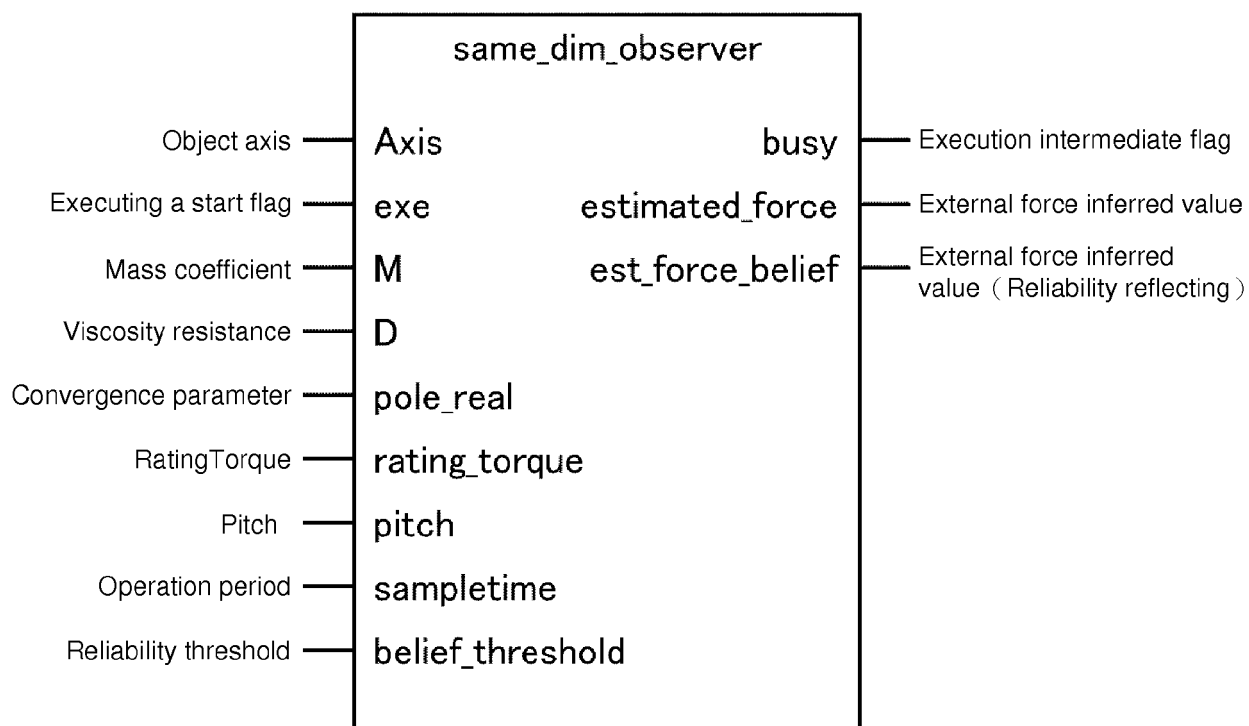 same_dim_observer
Object axis Axis busy Execution intermediate flag
Executing a start flag exe estimated_force External force inferred value
Mass coefficient M est_force_belief External force inferred
value（Reliability reflecting）
Viscosity resistance D
Convergence parameter pole_real
RatingTorque rating_torque
Pitch pitch
Operation period sampletime
Reliability threshold belief_threshold